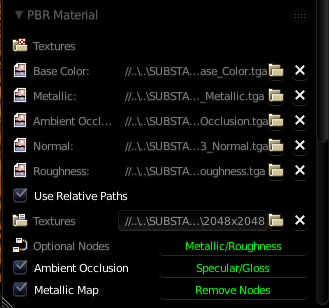 PBR Material
Textures
Base Color: //..\..\SUBSTA...ase_Color.tga
Metallic: //..\..\SUBSTA..._Metallic.tga
Ambient Occl... //..\..\SUBSTA...Occlusion.tga
Normal: //..\..\SUBSTA...3_Normal.tga
Roughness: //..\..\SUBSTA...oughness.tga
Use Relative Paths
Textures //..\..\SUBSTA...\2048x2048
Optional Nodes Metallic/Roughness
Ambient Occlusion Specular/Gloss
Metallic Map Remove Nodes